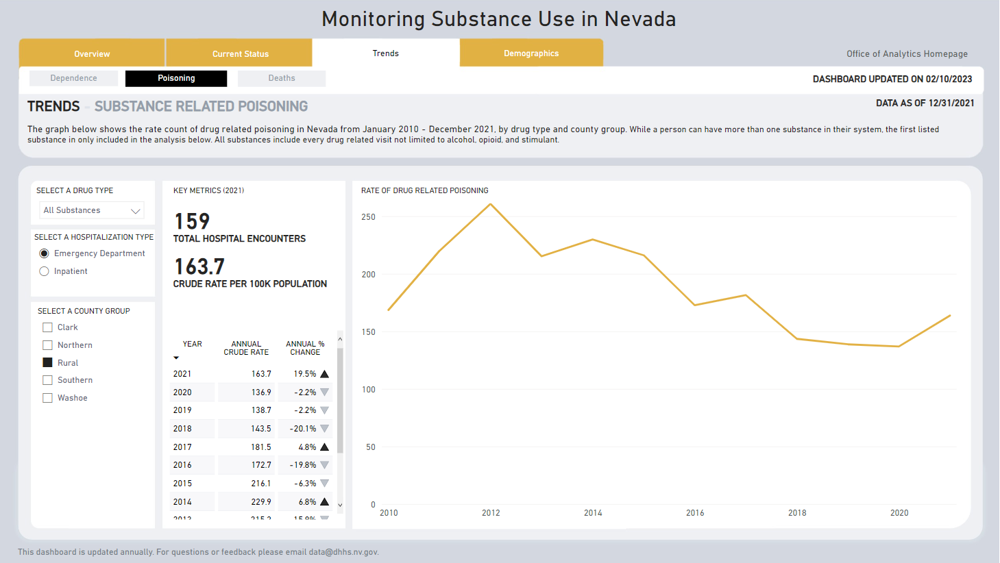 Monitoring Substance Use in Nevada
Overview
Current Status
Trends
Demographics
Office of Analytics Homepage
Dependence
Poisoning
Deaths
DASHBOARD UPDATED ON 02/10/2023
TRENDS - SUBSTANCE RELATED POISONING
DATA AS OF 12/31/2021
The graph below shows the rate count of drug related poisoning in Nevada from January 2010 - December 2021, by drug type and county group. While a person can have more than one substance in their system, the first listed
substance in only included in the analysis below. All substances include every drug related visit not limited to alcohol, opioid, and stimulant.
SELECT A DRUG TYPE
All Substances
SELECT A HOSPITALIZATION TYPE
Emergency Department
Inpatient
SELECT A COUNTY GROUP
Clark
Northern
Rural
Southern
Washoe
KEY METRICS (2021)
159
TOTAL HOSPITAL ENCOUNTERS
163.7
CRUDE RATE PER 100K POPULATION
YEAR ANNUAL CRUDE RATE ANNUAL % CHANGE
2021 163.7 19.5%
2020 136.9 -2.2%
2019 138.7 -2.2%
2018 143.5 -20.1%
2017 181.5 4.8%
2016 172.7 -19.8%
2015 216.1 -6.3%
2014 229.9 6.8%
RATE OF DRUG RELATED POISONING
250
200
150
100
50
0
2010 2012 2014 2016 2018 2020
This dashboard is updated annually. For questions or feedback please email data@dhhs.nv.gov.